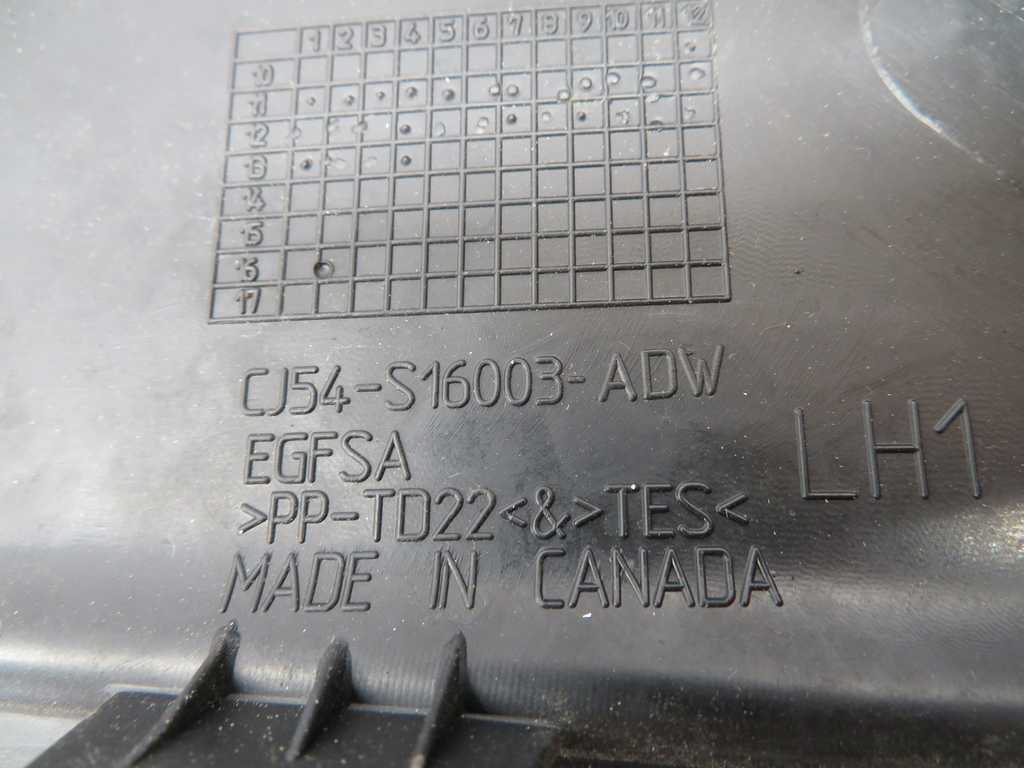 1 2 3 4 5 6 7 8 9 10 11 12
10
11
12
13
14
15
16
17
CJ54-S16003-ADW
EGFSA
>PP-TD22<&>TES<
LH1
MADE IN CANADA